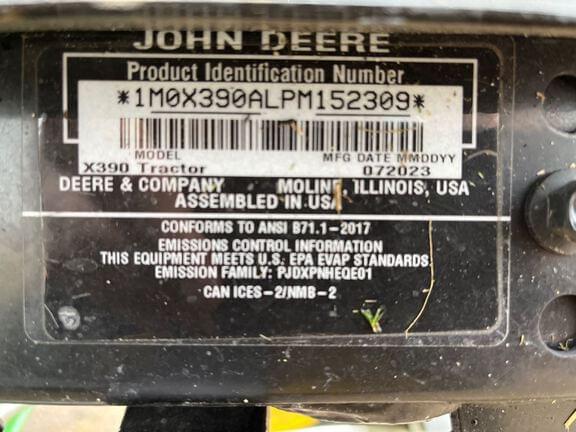 JOHN DEERE
Product Identification Number
*1M0X390ALPM152309*
MODEL MFG DATE MMDDYY
X390 Tractor 072023
DEERE & COMPANY MOLINE, ILLINOIS, USA
ASSEMBLED IN USA
CONFORMS TO ANSI B71.1-2017
EMISSIONS CONTROL INFORMATION
THIS EQUIPMENT MEETS U.S. EPA EVAP STANDARDS.
EMISSION FAMILY: PJDXPNHEQE01
CAN ICES-2/NMB-2